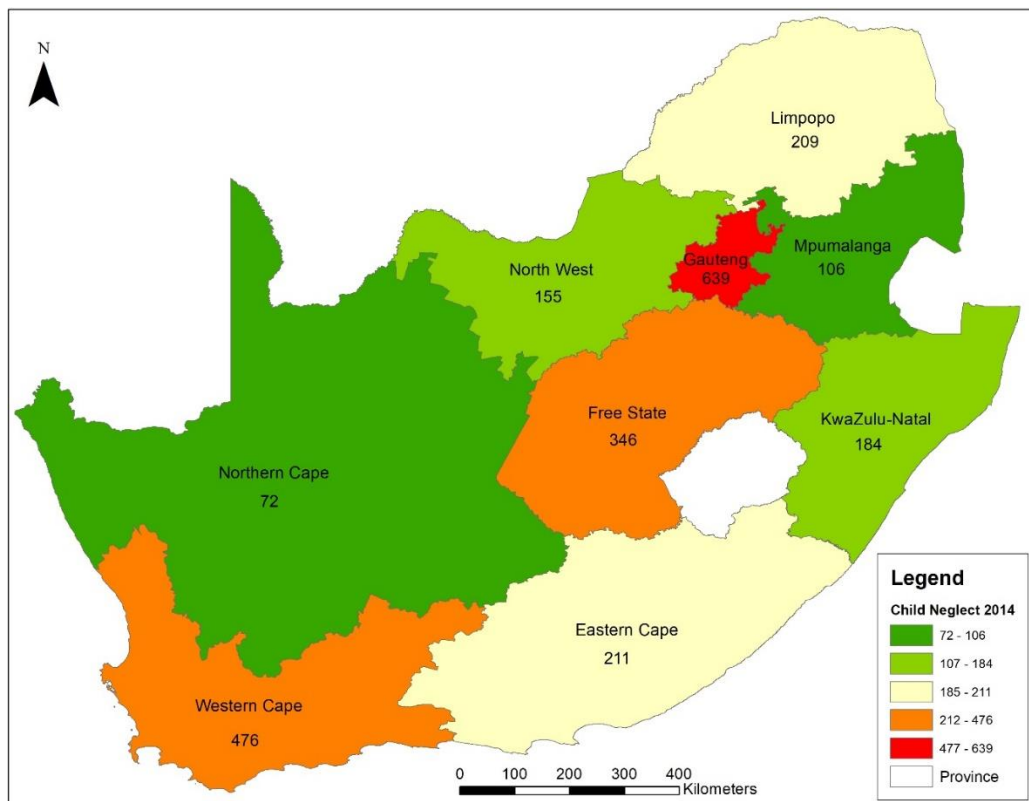 N
Limpopo
209
Mpumalanga
106
Gauteng
639
North West
155
Free State
346
KwaZulu-Natal
184
Northern Cape
72
Eastern Cape
211
Western Cape
476
Legend
Child Neglect 2014
72 - 106
107 - 184
185 - 211
212 - 476
477 - 639
Province
0 100 200 300 400
Kilometers